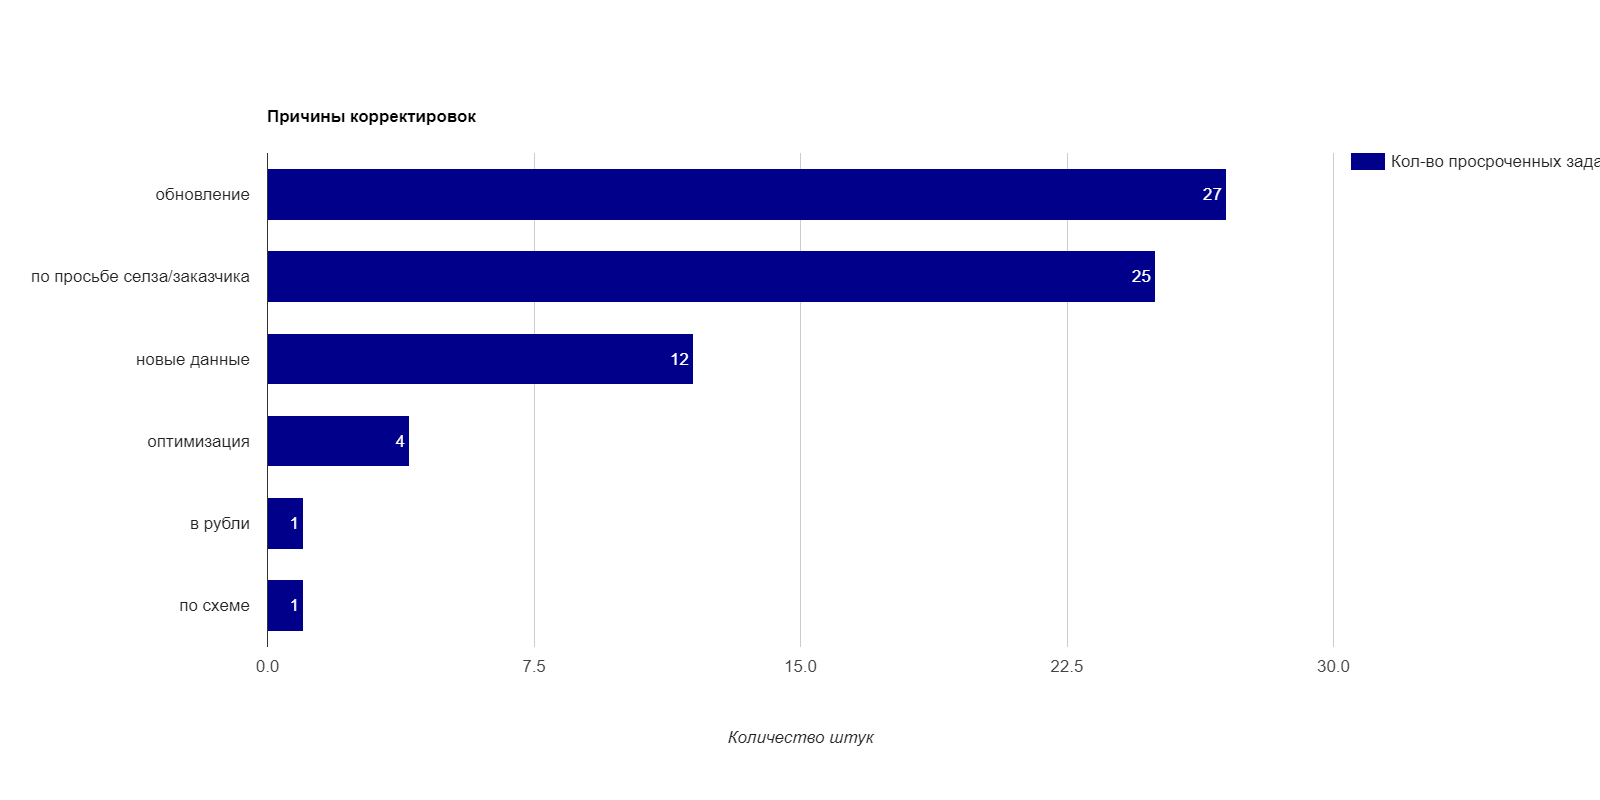 Причины корректировок
Кол-во просроченных зада
обновление
27
по просьбе селза/заказчика
25
новые данные
12
оптимизация
4
в рубли
1
по схеме
1
0.0 7.5 15.0 22.5 30.0
Количество штук